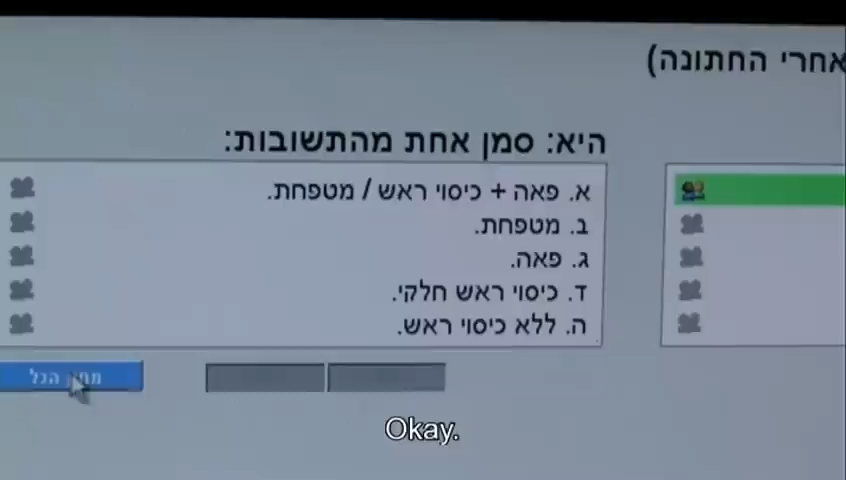 אחרי החתונה)
היא: סמן אחת מהתשובות:
א. פאה + כיסוי ראש / מטפחת.
ב. מטפחת.
ג. פאה.
ד. כיסוי ראש חלקי.
ה. ללא כיסוי ראש.
הכל
Okay.